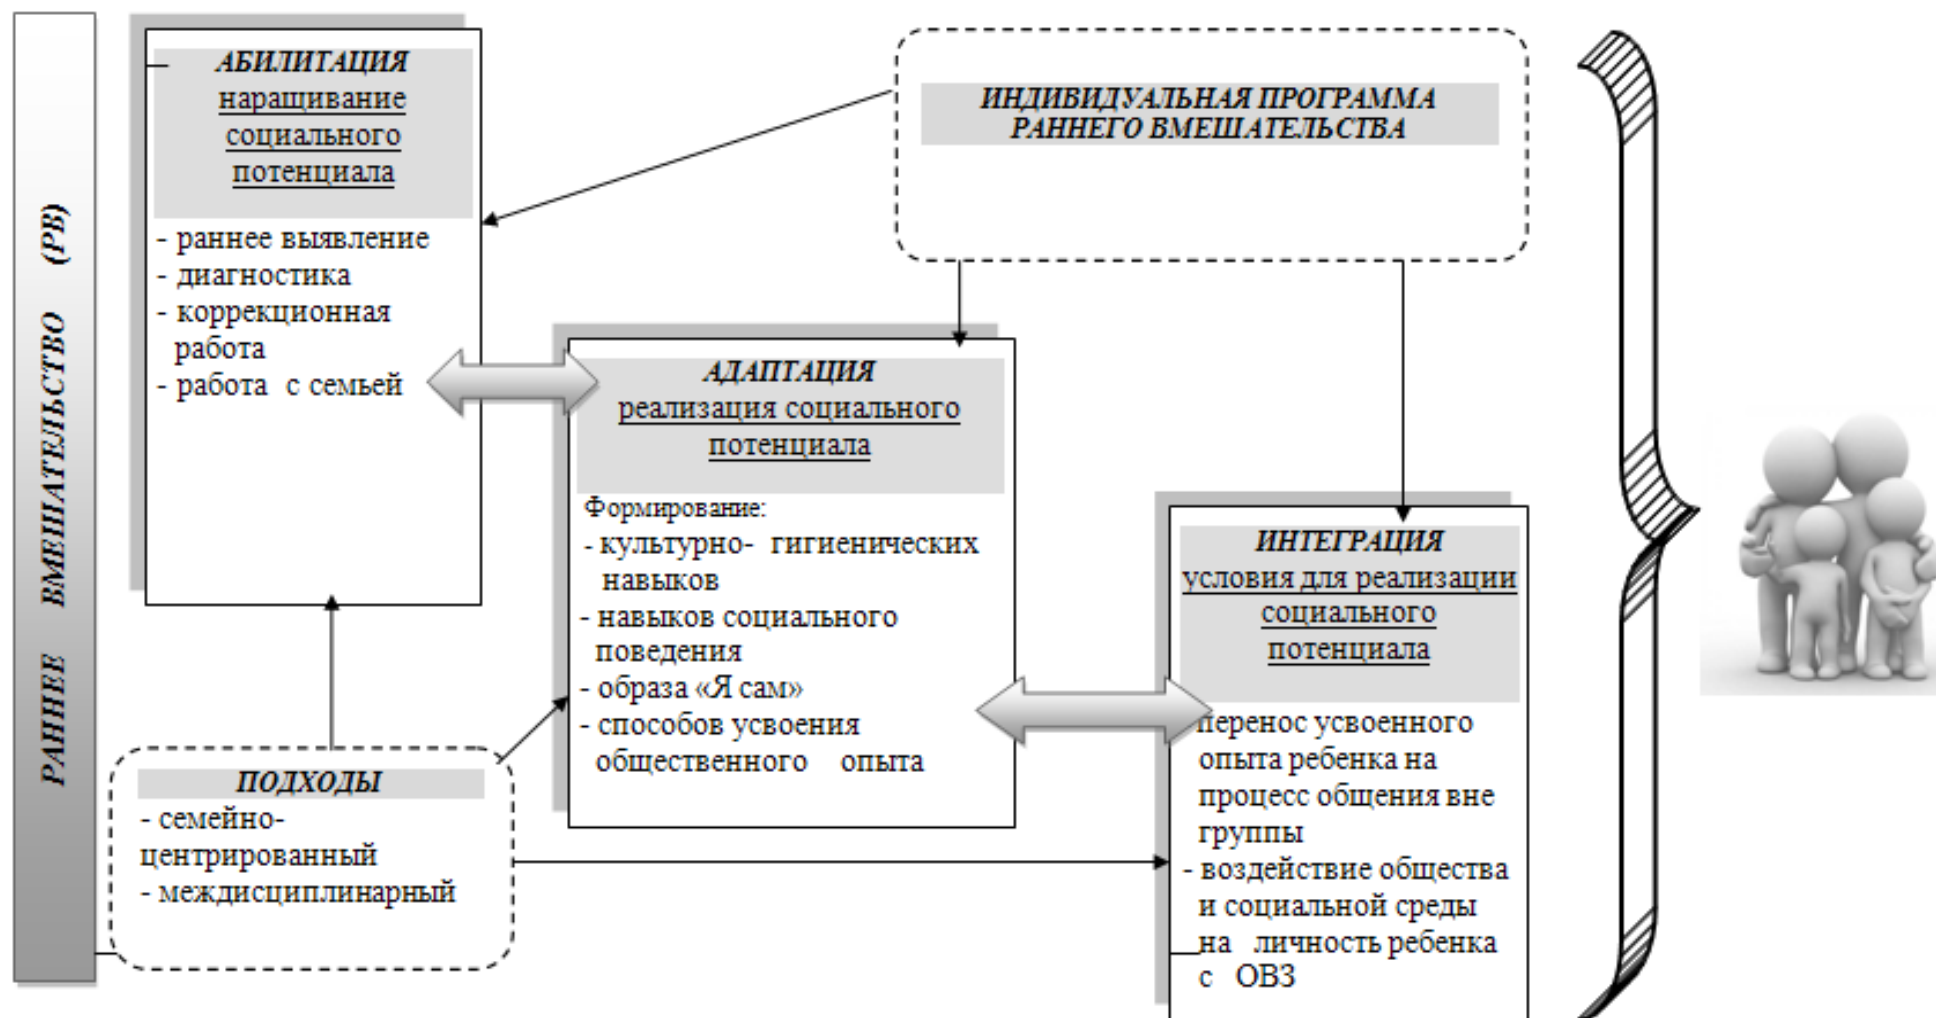 РАННЕЕ ВМЕШАТЕЛЬСТВО (РВ)
АБИЛИТАЦИЯ
наращивание
социального
потенциала
- раннее выявление
- диагностика
- коррекционная
работа
- работа с семьей
ИНДИВИДУАЛЬНАЯ ПРОГРАММА
РАННЕГО ВМЕШАТЕЛЬСТВА
АДАПТАЦИЯ
реализация социального
потенциала
Формирование:
- культурно- гигиенических
навыков
- навыков социального
поведения
- образа «Я сам»
- способов усвоения
общественного опыта
ИНТЕГРАЦИЯ
условия для реализации
социального
потенциала
перенос усвоенного
опыта ребенка на
процесс общения вне
группы
- воздействие общества
и социальной среды
на личность ребенка
с ОВЗ
ПОДХОДЫ
- семейно-
центрированный
- междисциплинарный